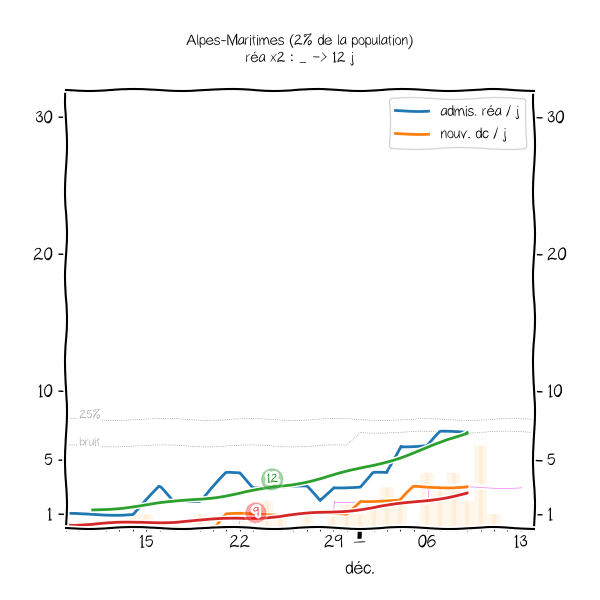 Alpes-Maritimes (2% de la population)
réa x2 : _ -> 12 j
admis. réa / j
nouv. dc / j
30 30
20 20
10 10
25%
bruit
5 5
12
9
1 1
15 22 29 06 13
déc.